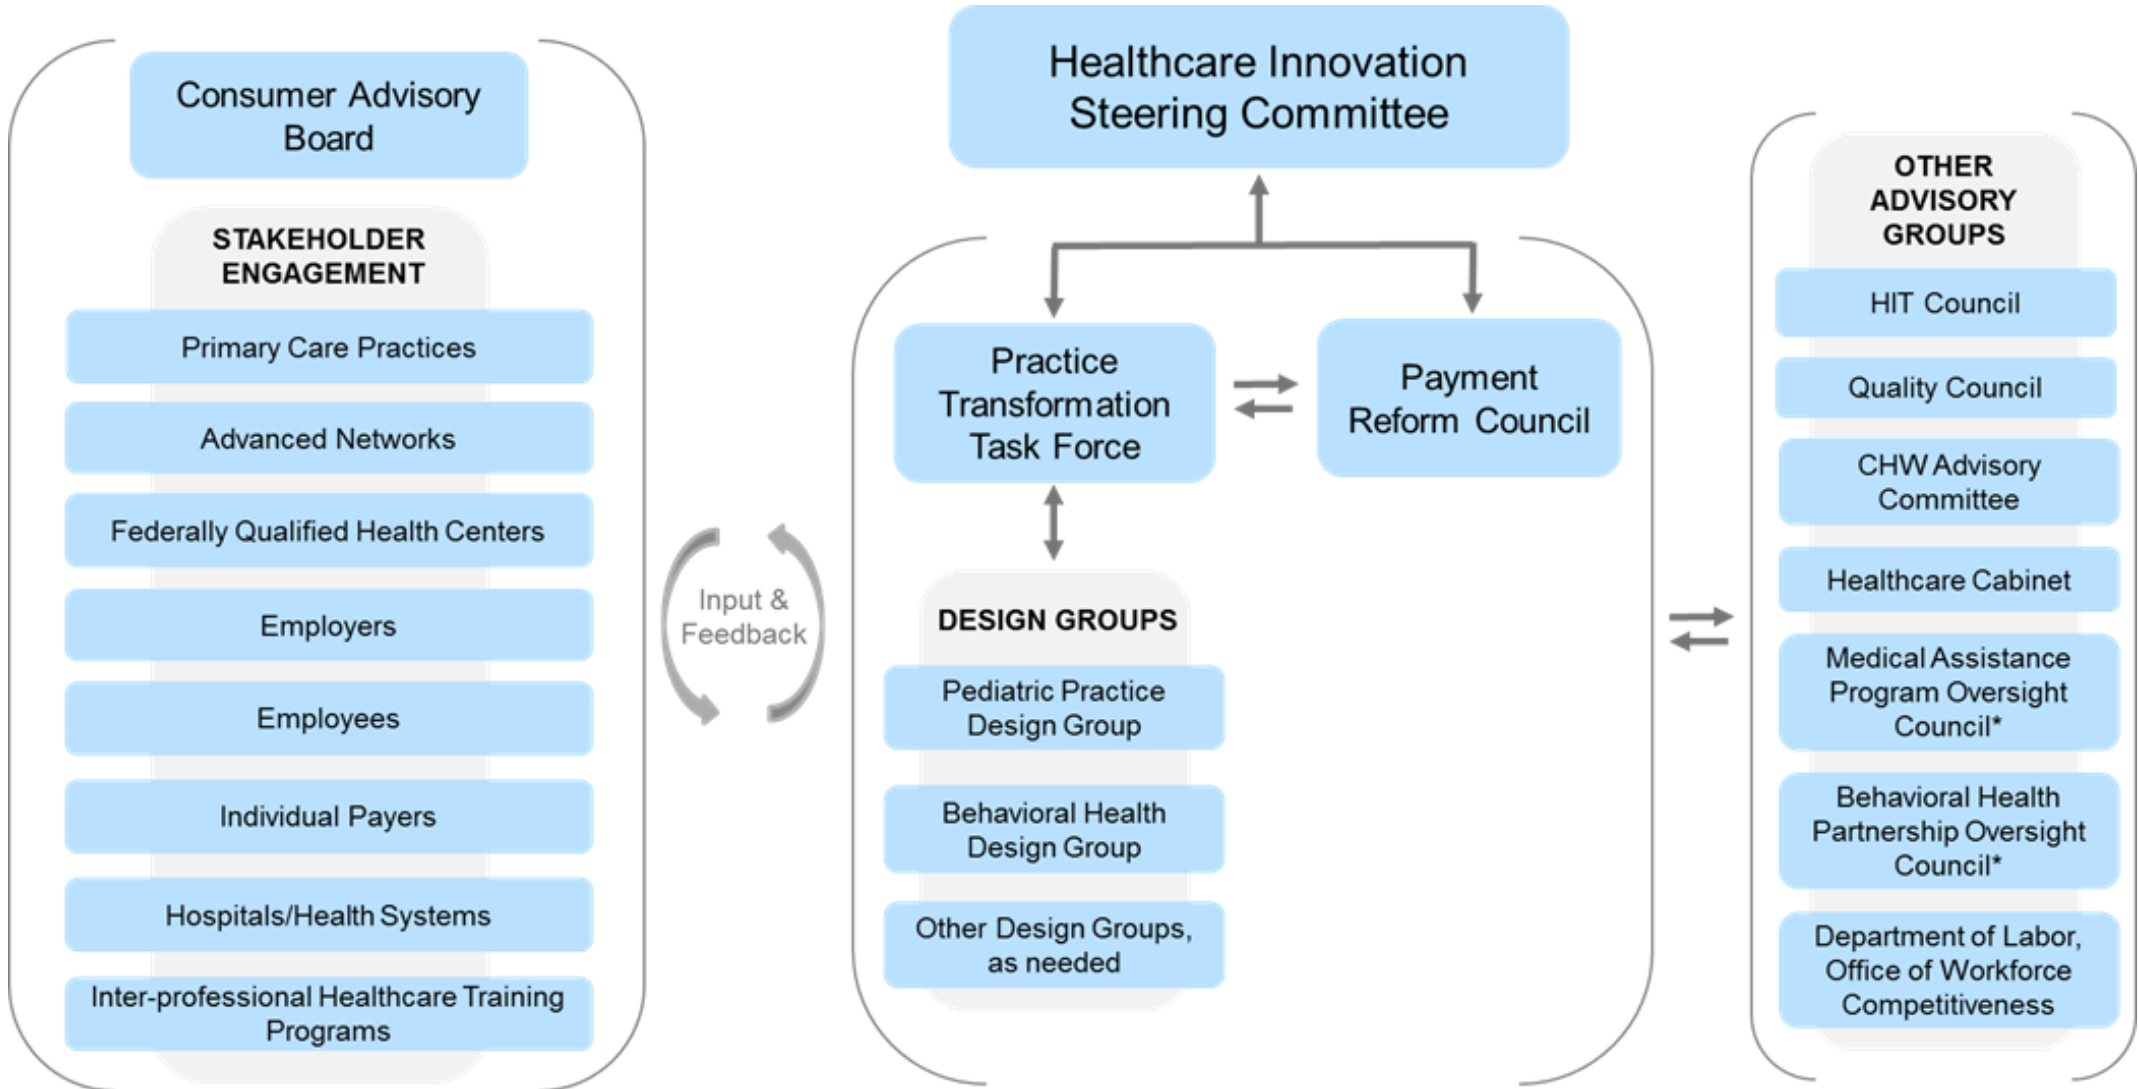 Consumer Advisory
Board
STAKEHOLDER
ENGAGEMENT
Primary Care Practices
Advanced Networks
Federally Qualified Health Centers
Employers
Employees
Individual Payers
Hospitals/Health Systems
Inter-professional Healthcare Training
Programs
Input &
Feedback
Healthcare Innovation
Steering Committee
Practice
Transformation
Task Force
Payment
Reform Council
DESIGN GROUPS
Pediatric Practice
Design Group
Behavioral Health
Design Group
Other Design Groups,
as needed
OTHER
ADVISORY
GROUPS
HIT Council
Quality Council
CHW Advisory
Committee
Healthcare Cabinet
Medical Assistance
Program Oversight
Council*
Behavioral Health
Partnership Oversight
Council*
Department of Labor,
Office of Workforce
Competitiveness